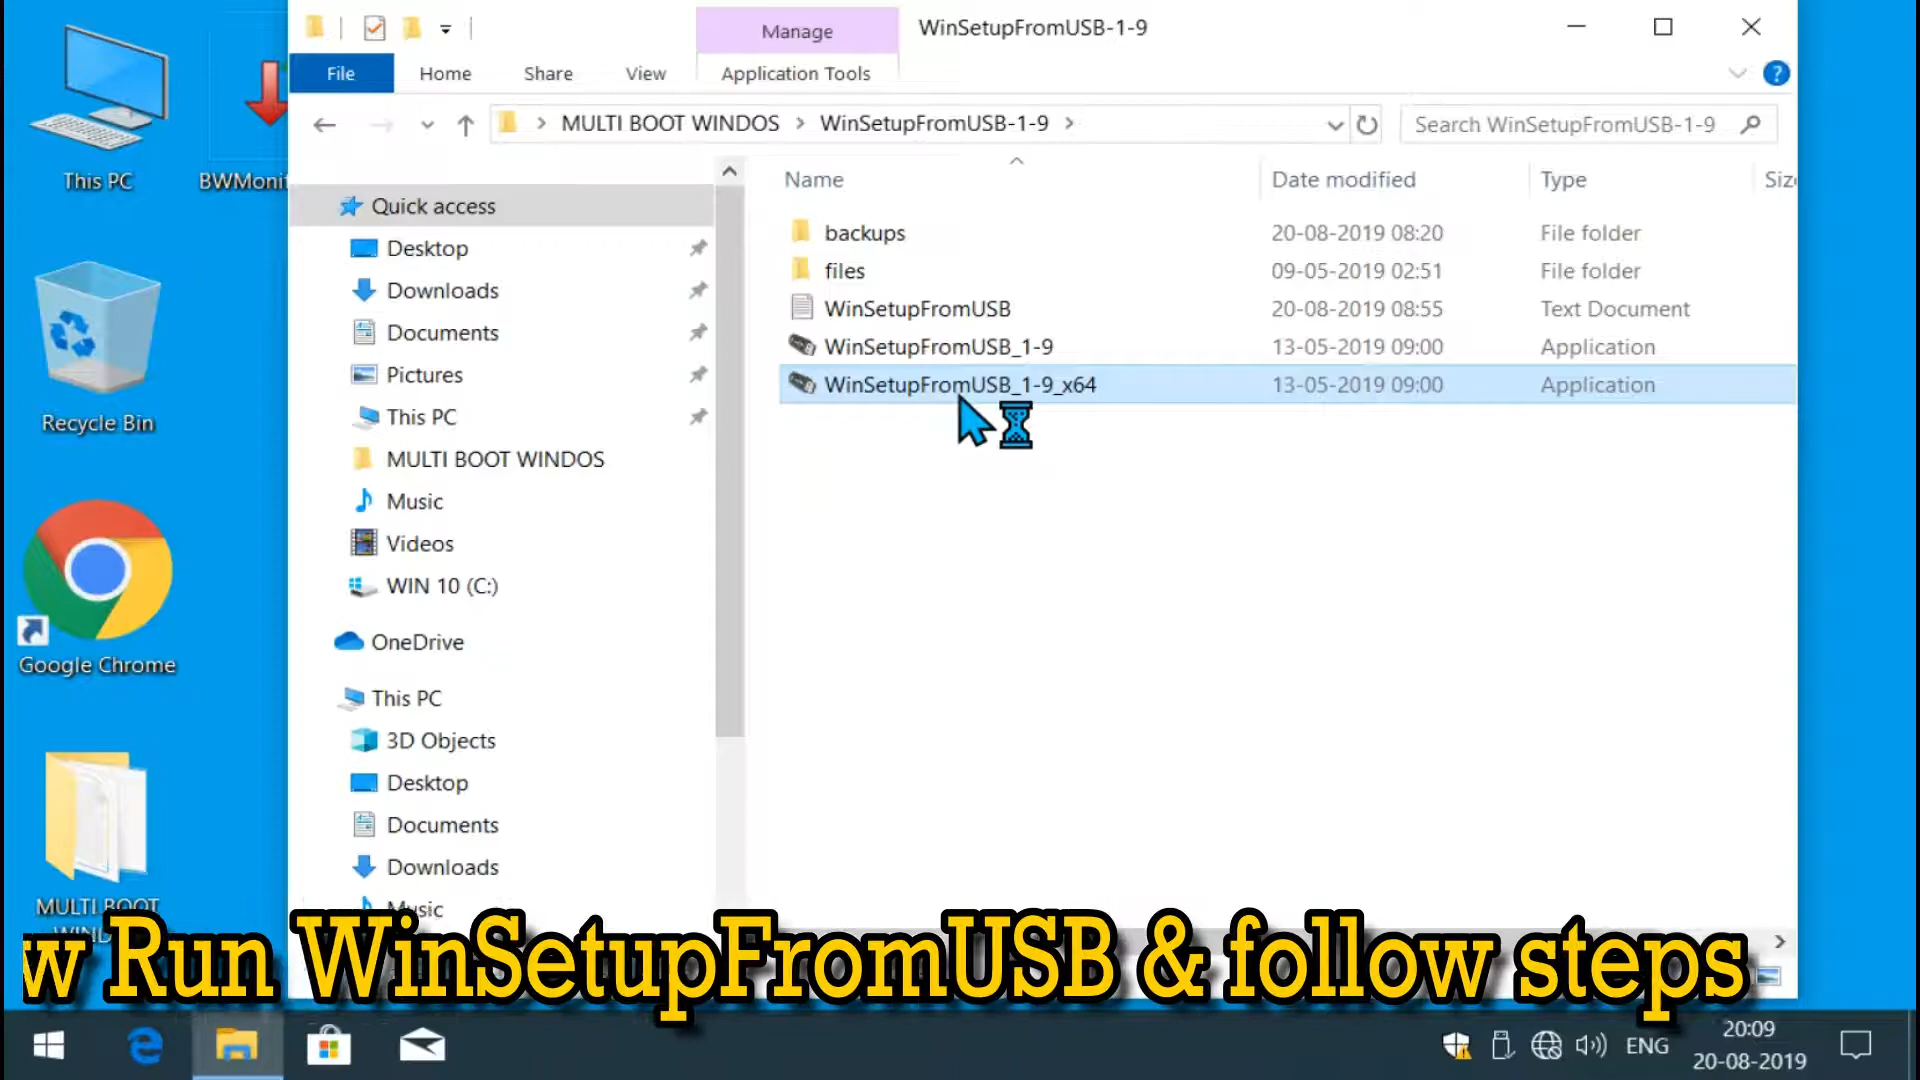 This PC
BWMonit
Recycle Bin
Google Chrome
MULTI BOOT
Manage
WinSetupFromUSB-1-9
File
Home
Share
View
Application Tools
MULTI BOOT WINDOS
WinSetupFromUSB-1-9
Search WinSetupFromUSB-1-9
Quick access
Desktop
Downloads
Documents
Pictures
This PC
MULTI BOOT WINDOS
Music
Videos
WIN 10 (C:)
OneDrive
This PC
3D Objects
Desktop
Documents
Downloads
Music
Name Date modified Type Size
backups 20-08-2019 08:20 File folder
files 09-05-2019 02:51 File folder
WinSetupFromUSB 20-08-2019 08:55 Text Document
WinSetupFromUSB_1-9 13-05-2019 09:00 Application
WinSetupFromUSB_1-9_x64 13-05-2019 09:00 Application
w Run WinSetupFromUSB & follow steps
ENG
20:09
20-08-2019